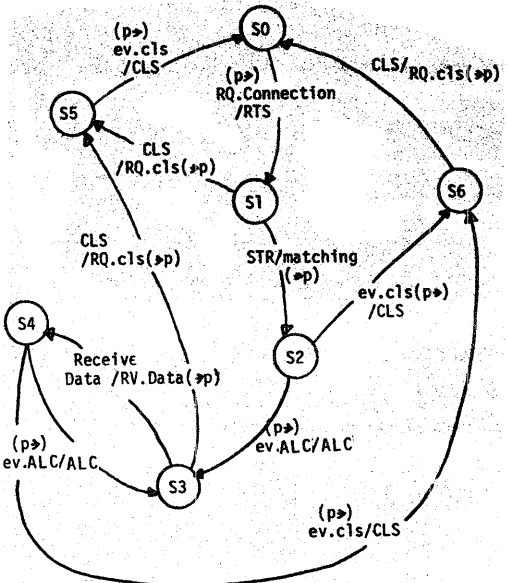 S0
(p→)
ev.cls
/CLS
(p→)
RQ.Connection
/RTS
CLS/
RQ.cls(→p)
S5
CLS
/RQ.cls(→p)
S1
S6
CLS
/RQ.cls(→p)
STR/matching
(→p)
ev.cls(p→)
/CLS
S4
S2
Receive
Data /RV.Data(→p)
(p→)
ev.ALC/ALC
(p→)
ev.ALC/ALC
S3
(p→)
ev.cls/CLS